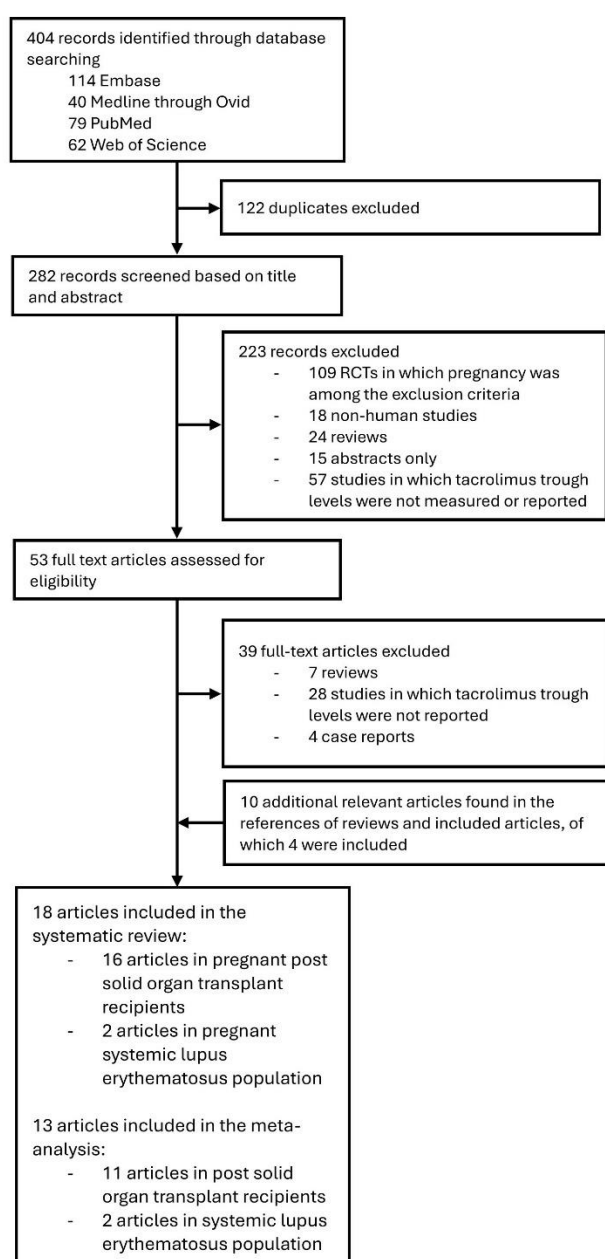 404 records identified through database
searching
114 Embase
40 Medline through Ovid
79 PubMed
62 Web of Science
122 duplicates excluded
282 records screened based on title
and abstract
223 records excluded
- 109 RCTs in which pregnancy was
among the exclusion criteria
- 18 non-human studies
- 24 reviews
- 15 abstracts only
- 57 studies in which tacrolimus trough
levels were not measured or reported
53 full text articles assessed for
eligibility
39 full-text articles excluded
- 7 reviews
- 28 studies in which tacrolimus trough
levels were not reported
- 4 case reports
10 additional relevant articles found in the
references of reviews and included articles, of
which 4 were included
18 articles included in the
systematic review:
- 16 articles in pregnant post
solid organ transplant
recipients
- 2 articles in pregnant
systemic lupus
erythematosus population
13 articles included in the meta-
analysis:
- 11 articles in post solid
organ transplant recipients
- 2 articles in systemic lupus
erythematosus population